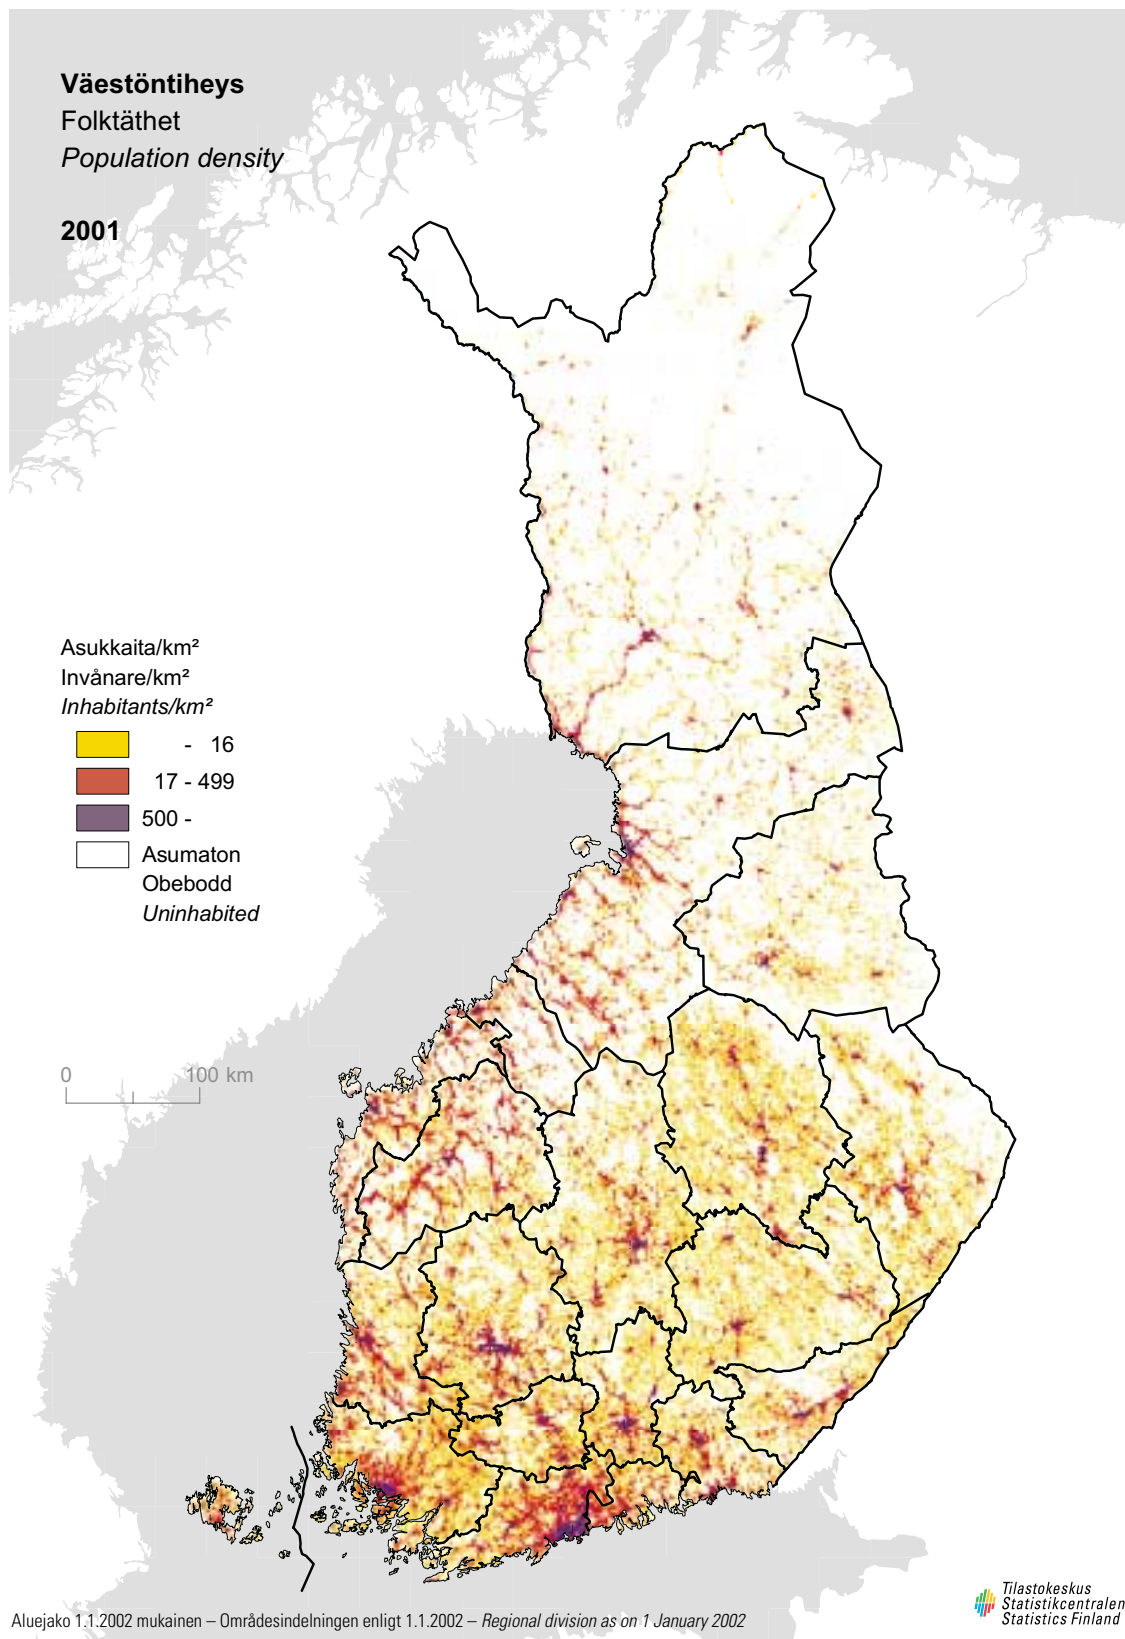 Väestöntiheys
Folktäthet
Population density
2001
Asukkaita/km²
Invånare/km²
Inhabitants/km²
- 16
17 - 499
500 -
Asumaton
Obebodd
Uninhabited
0 100 km
Aluejako 1.1.2002 mukainen – Områdesindelningen enligt 1.1.2002 – Regional division as on 1 January 2002
Tilastokeskus
Statistikcentralen
Statistics Finland